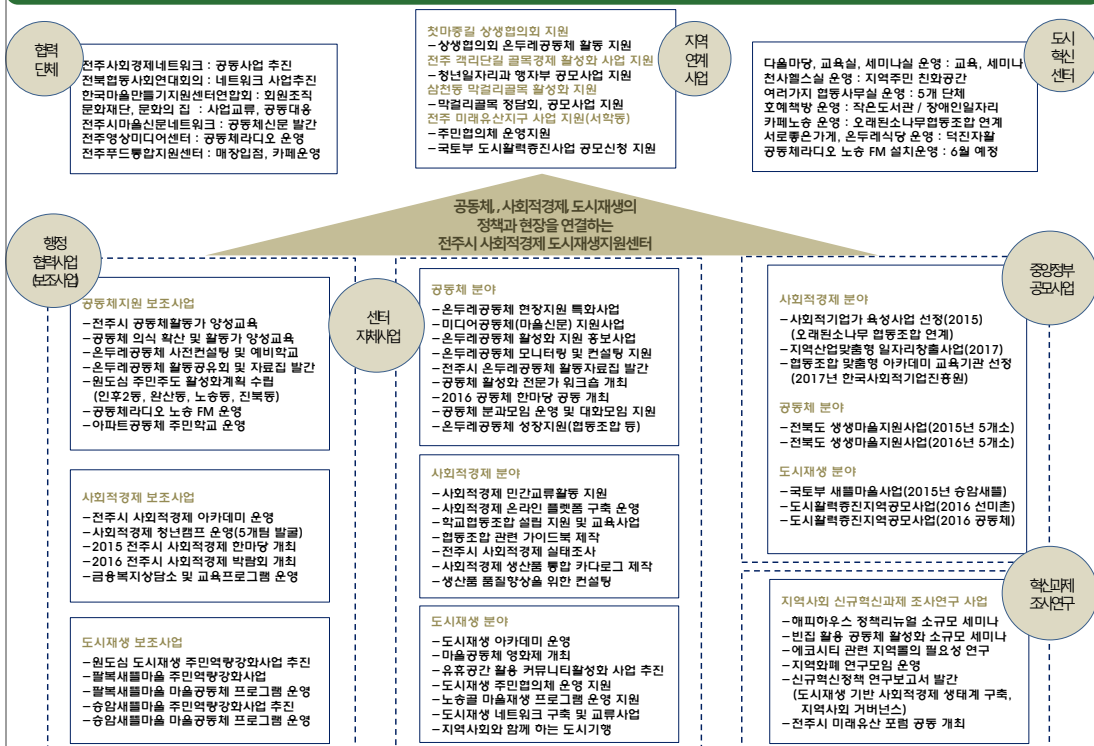 협력
단체
전주사회경제네트워크 : 공동사업 추진
전북협동사회연대회의 : 네트워크 사업추진
한국마을만들기지원센터연합회 : 회원조직
문화재단, 문화의 집 : 사업교류, 공동대응
전주시마을신문네트워크 : 공동체신문 발간
전주영상미디어센터 : 공동체라디오 운영
전주푸드통합지원센터 : 매장입점, 카페운영
지역
연계
사업
첫마중길 상생협의회 지원
-상생협의회 온두레공동체 활동 지원
전주 객리단길 골목경제 활성화 사업 지원
-청년일자리과 행자부 공모사업 지원
삼천동 막걸리골목 활성화 지원
-막걸리골목 정담회, 공모사업 지원
전주 미래유산지구 사업 지원(서학동)
-주민협의체 운영지원
-국토부 도시활력증진사업 공모신청 지원
도시
혁신
센터
다울마당, 교육실, 세미나실 운영 : 교육, 세미나
천사헬스실 운영 : 지역주민 친화공간
여러가지 협동사무실 운영 : 5개 단체
호혜책방 운영 : 작은도서관 / 장애인일자리
카페노송 운영 : 오래된소나무협동조합 연계
서로좋은가게, 온두레식당 운영 : 덕진자활
공동체라디오 노송 FM 설치운영 : 6월 예정
공동체, , 사회적경제, 도시재생의
정책과 현장을 연결하는
전주시 사회적경제 도시재생지원센터
행정
협력사업
(보조사업)
공동체지원 보조사업
-전주시 공동체활동가 양성교육
-공동체 의식 확산 및 활동가 양성교육
-온두레공동체 사전컨설팅 및 예비학교
-온두레공동체 활동공유회 및 자료집 발간
-원도심 주민주도 활성화계획 수립
(인후2동, 완산동, 노송동, 진북동)
-공동체라디오 노송 FM 운영
-아파트공동체 주민학교 운영
사회적경제 보조사업
-전주시 사회적경제 아카데미 운영
-사회적경제 청년캠프 운영(5개팀 발굴)
-2015 전주시 사회적경제 한마당 개최
-2016 전주시 사회적경제 박람회 개최
-금융복지상담소 및 교육프로그램 운영
도시재생 보조사업
-원도심 도시재생 주민역량강화사업 추진
-팔복새뜰마을 주민역량강화사업
-팔복새뜰마을 마을공동체 프로그램 운영
-승암새뜰마을 주민역량강화사업 추진
-승암새뜰마을 마을공동체 프로그램 운영
센터
자체사업
공동체 분야
-온두레공동체 현장지원 특화사업
-미디어공동체(마을신문) 지원사업
-온두레공동체 활성화 지원 홍보사업
-온두레공동체 모니터링 및 컨설팅 지원
-전주시 온두레공동체 활동자료집 발간
-공동체 활성화 전문가 워크숍 개최
-2016 공동체 한마당 공동 개최
-공동체 분과모임 운영 및 대화모임 지원
-온두레공동체 성장지원(협동조합 등)
사회적경제 분야
-사회적경제 민간교류활동 지원
-사회적경제 온라인 플랫폼 구축 운영
-학교협동조합 설립 지원 및 교육사업
-협동조합 관련 가이드북 제작
-전주시 사회적경제 실태조사
-사회적경제 생산품 통합 카다로그 제작
-생산품 품질향상을 위한 컨설팅
도시재생 분야
-도시재생 아카데미 운영
-마을공동체 영화제 개최
-유휴공간 활용 커뮤니티활성화 사업 추진
-도시재생 주민협의체 운영 지원
-노송골 마을재생 프로그램 운영 지원
-도시재생 네트워크 구축 및 교류사업
-지역사회와 함께 하는 도시기행
중앙정부
공모사업
사회적경제 분야
-사회적기업가 육성사업 선정(2015)
(오래된소나무 협동조합 연계)
-지역산업맞춤형 일자리창출사업(2017)
-협동조합 맞춤형 아카데미 교육기관 선정
(2017년 한국사회적기업진흥원)
공동체 분야
-전북도 생생마을지원사업(2015년 5개소)
-전북도 생생마을지원사업(2016년 5개소)
도시재생 분야
-국토부 새뜰마을사업(2015년 승암새뜰)
-도시활력증진지역공모사업(2016 선미촌)
-도시활력증진지역공모사업(2016 공동체)
혁신과제
조사연구
지역사회 신규혁신과제 조사연구 사업
-해피하우스 정책리뉴얼 소규모 세미나
-빈집 활용 공동체 활성화 소규모 세미나
-에코시티 관련 지역몰의 필요성 연구
-지역화폐 연구모임 운영
-신규혁신정책 연구보고서 발간
(도시재생 기반 사회적경제 생태계 구축,
지역사회 거버넌스)
-전주시 미래유산 포럼 공동 개최